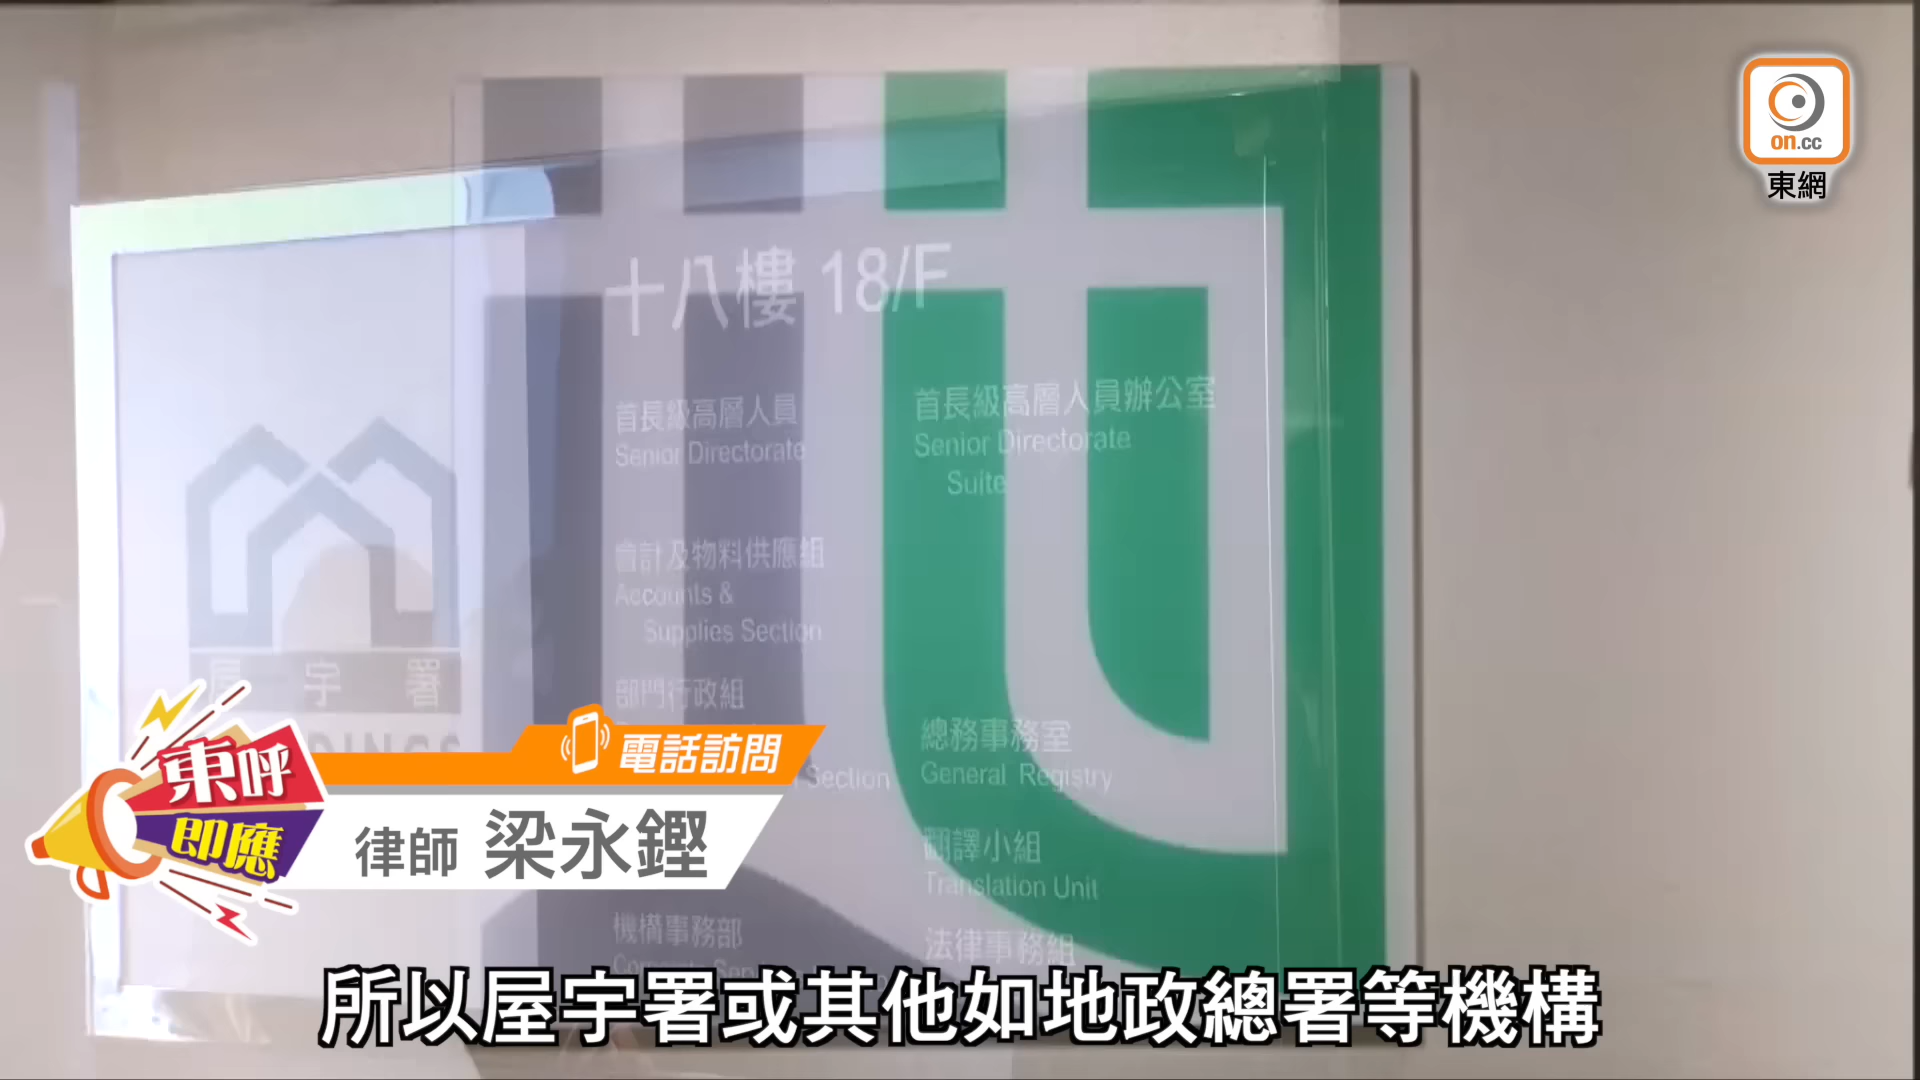 on.cc
東網
十八樓 18/F
首長級高層人員
Senior Directorate
首長級高層人員辦公室
Senior Directorate
Suite
會計及物料供應組
Accounts &
Supplies Section
部門行政組
Section
總務事務室
General Registry
翻譯小組
Translation Unit
機構事務部
法律事務組
屋宇署
東呼
即應
電話訪問
律師 梁永鏗
所以屋宇署或其他如地政總署等機構